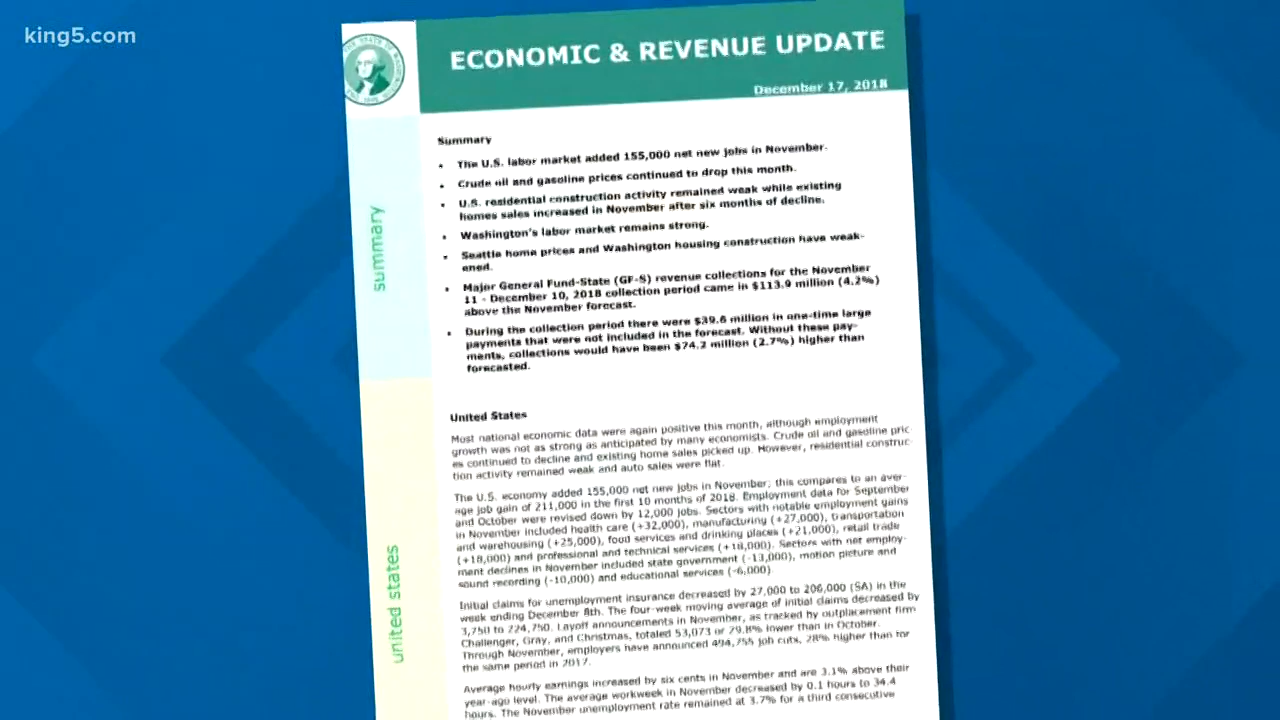 king5.com
ECONOMIC & REVENUE UPDATE
December 17, 2018
Summary
• The U.S. labor market added 155,000 net new jobs in November.
• Crude oil and gasoline prices continued to drop this month.
• U.S. residential construction activity remained weak while existing
homes sales increased in November after six months of decline.
• Washington's labor market remains strong.
• Seattle home prices and Washington housing construction have weak-
ened.
• Major General Fund-State (GF-S) revenue collections for the November
11 - December 10, 2018 collection period came in $113.9 million (4.2%)
above the November forecast.
• During the collection period there were $39.6 million in one-time large
payments that were not included in the forecast. Without these pay-
ments, collections would have been $74.2 million (2.7%) higher than
forecasted.
summary
United States
Most national economic data were again positive this month, although employment
growth was not as strong as anticipated by many economists. Crude oil and gasoline pric-
es continued to decline and existing home sales picked up. However, residential construc-
tion activity remained weak and auto sales were flat.
The U.S. economy added 155,000 net new jobs in November; this compares to an aver-
age job gain of 211,000 in the first 10 months of 2018. Employment data for September
and October were revised down by 12,000 jobs. Sectors with notable employment gains
in November included health care (+32,000), manufacturing (+27,000), transportation
and warehousing (+25,000), food services and drinking places (+21,000), retail trade
(+18,000) and professional and technical services (+18,000). Sectors with net employ-
ment declines in November included state government (-13,000), motion picture and
sound recording (-10,000) and educational services (-6,000).
Initial claims for unemployment insurance decreased by 27,000 to 206,000 (SA) in the
week ending December 8th. The four-week moving average of initial claims decreased by
3,750 to 224,750. Layoff announcements in November, as tracked by outplacement firm
Challenger, Gray, and Christmas, totaled 53,073 or 29.8% lower than in October.
Through November, employers have announced 494,755 job cuts, 28% higher than for
the same period in 2017.
Average hourly earnings increased by six cents in November and are 3.1% above their
year-ago level. The average workweek in November decreased by 0.1 hours to 34.4
hours. The November unemployment rate remained at 3.7% for a third consecutive
united states